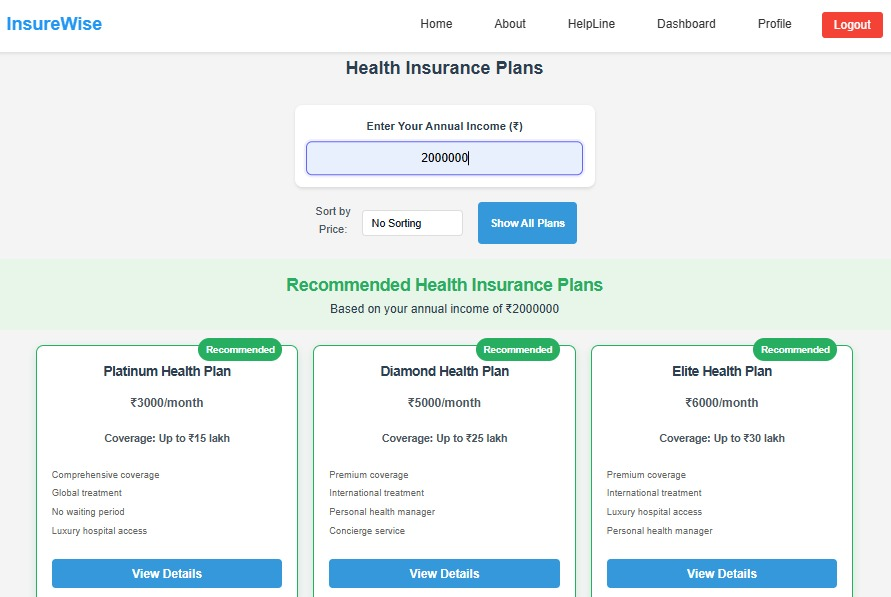 InsureWise
Home About HelpLine Dashboard Profile Logout
Health Insurance Plans
Enter Your Annual Income (₹)
2000000
Sort by
Price:
No Sorting
Show All Plans
Recommended Health Insurance Plans
Based on your annual income of ₹2000000
Recommended
Platinum Health Plan
₹3000/month
Coverage: Up to ₹15 lakh
Comprehensive coverage
Global treatment
No waiting period
Luxury hospital access
View Details
Recommended
Diamond Health Plan
₹5000/month
Coverage: Up to ₹25 lakh
Premium coverage
International treatment
Personal health manager
Concierge service
View Details
Recommended
Elite Health Plan
₹6000/month
Coverage: Up to ₹30 lakh
Premium coverage
International treatment
Luxury hospital access
Personal health manager
View Details